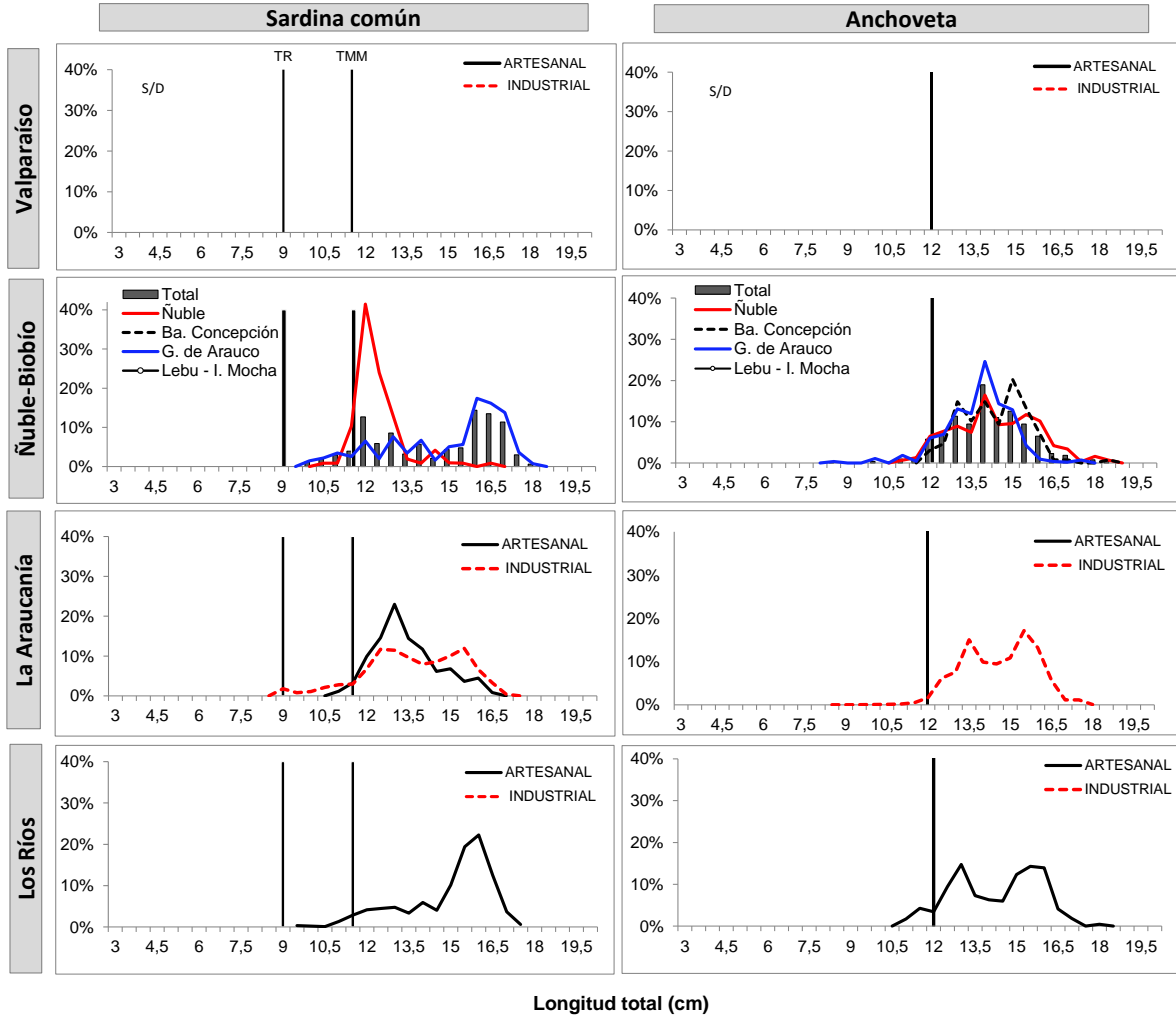 Sardina común
Anchoveta
Valparaíso
TR TMM
ARTESANAL
INDUSTRIAL
S/D
40%
30%
20%
10%
0%
3 4,5 6 7,5 9 10,5 12 13,5 15 16,5 18 19,5
ARTESANAL
INDUSTRIAL
S/D
40%
30%
20%
10%
0%
3 4,5 6 7,5 9 10,5 12 13,5 15 16,5 18 19,5
Ñuble-Biobío
Total
Ñuble
Ba. Concepción
G. de Arauco
Lebu - I. Mocha
40%
30%
20%
10%
0%
3 4,5 6 7,5 9 10,5 12 13,5 15 16,5 18 19,5
Total
Ñuble
Ba. Concepción
G. de Arauco
Lebu - I. Mocha
40%
30%
20%
10%
0%
3 4,5 6 7,5 9 10,5 12 13,5 15 16,5 18 19,5
La Araucanía
ARTESANAL
INDUSTRIAL
40%
30%
20%
10%
0%
3 4,5 6 7,5 9 10,5 12 13,5 15 16,5 18 19,5
ARTESANAL
INDUSTRIAL
40%
30%
20%
10%
0%
3 4,5 6 7,5 9 10,5 12 13,5 15 16,5 18 19,5
Los Ríos
ARTESANAL
INDUSTRIAL
40%
30%
20%
10%
0%
3 4,5 6 7,5 9 10,5 12 13,5 15 16,5 18 19,5
ARTESANAL
INDUSTRIAL
40%
30%
20%
10%
0%
3 4,5 6 7,5 9 10,5 12 13,5 15 16,5 18 19,5
Longitud total (cm)